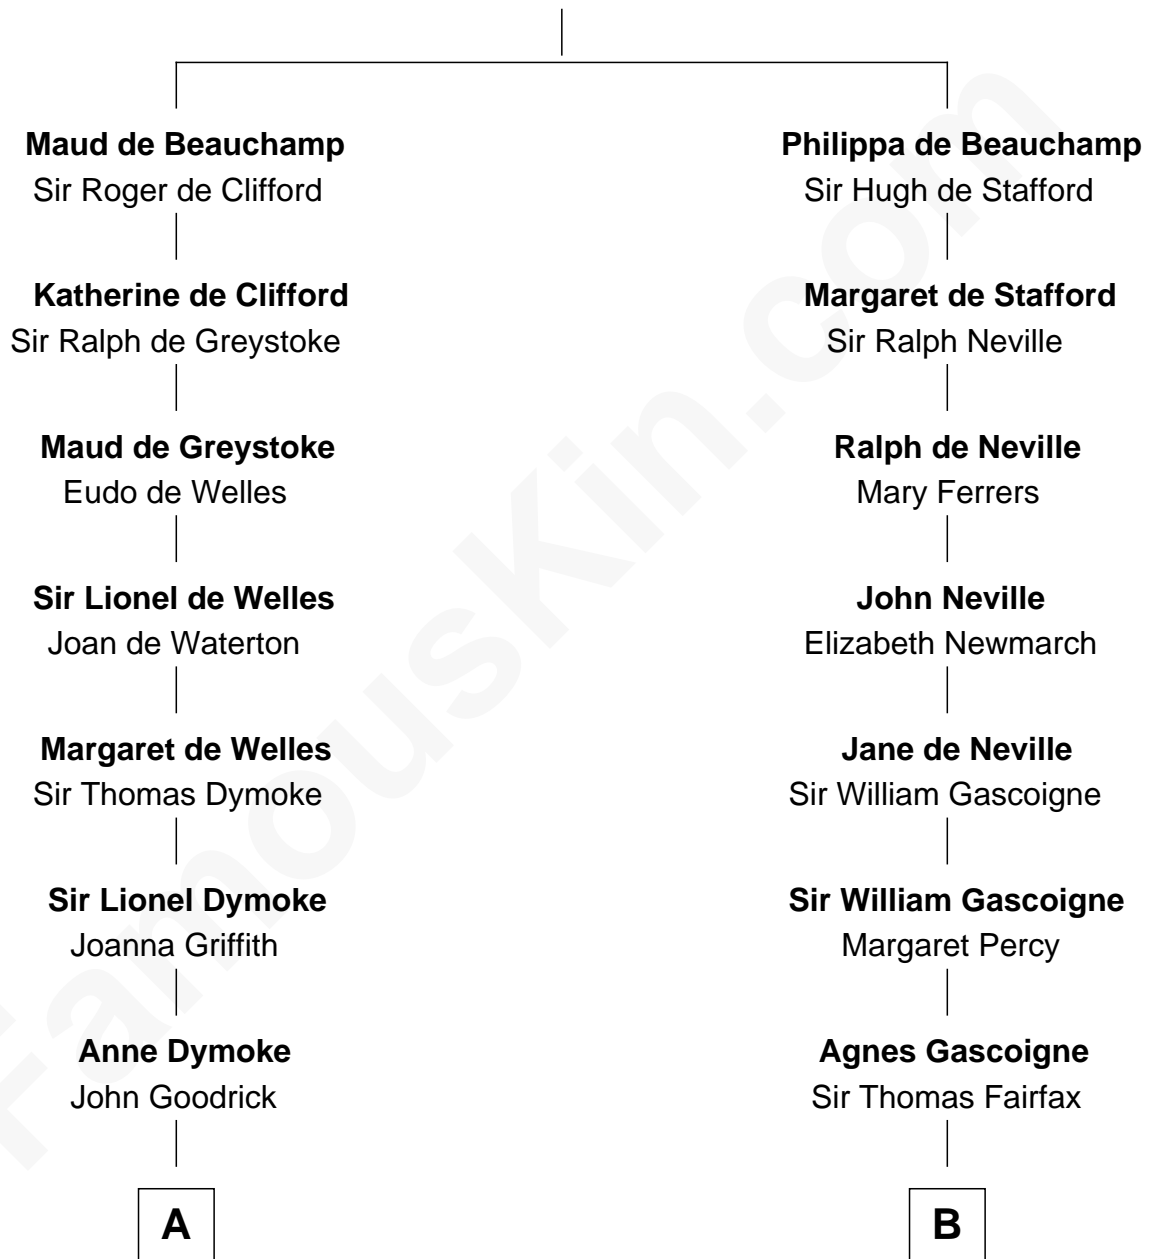 Maud de Beauchamp
Sir Roger de Clifford
Katherine de Clifford
Sir Ralph de Greystoke
Maud de Greystoke
Eudo de Welles
Sir Lionel de Welles
Joan de Waterton
Margaret de Welles
Sir Thomas Dymoke
Sir Lionel Dymoke
Joanna Griffith
Anne Dymoke
John Goodrick
A
Philippa de Beauchamp
Sir Hugh de Stafford
Margaret de Stafford
Sir Ralph Neville
Ralph de Neville
Mary Ferrers
John Neville
Elizabeth Newmarch
Jane de Neville
Sir William Gascoigne
Sir William Gascoigne
Margaret Percy
Agnes Gascoigne
Sir Thomas Fairfax
B
FamousKin.com